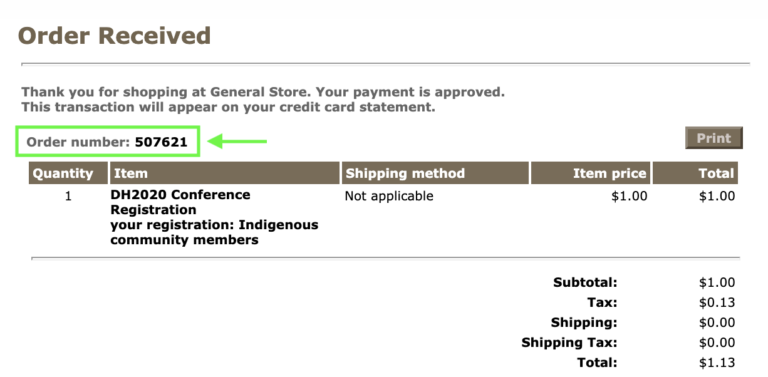 Order Received
Thank you for shopping at General Store. Your payment is approved.
This transaction will appear on your credit card statement.
Order number: 507621
Print
Quantity Item Shipping method Item price Total
1 DH2020 Conference Not applicable $1.00 $1.00
Registration
your registration: Indigenous
community members
Subtotal: $1.00
Tax: $0.13
Shipping: $0.00
Shipping Tax: $0.00
Total: $1.13